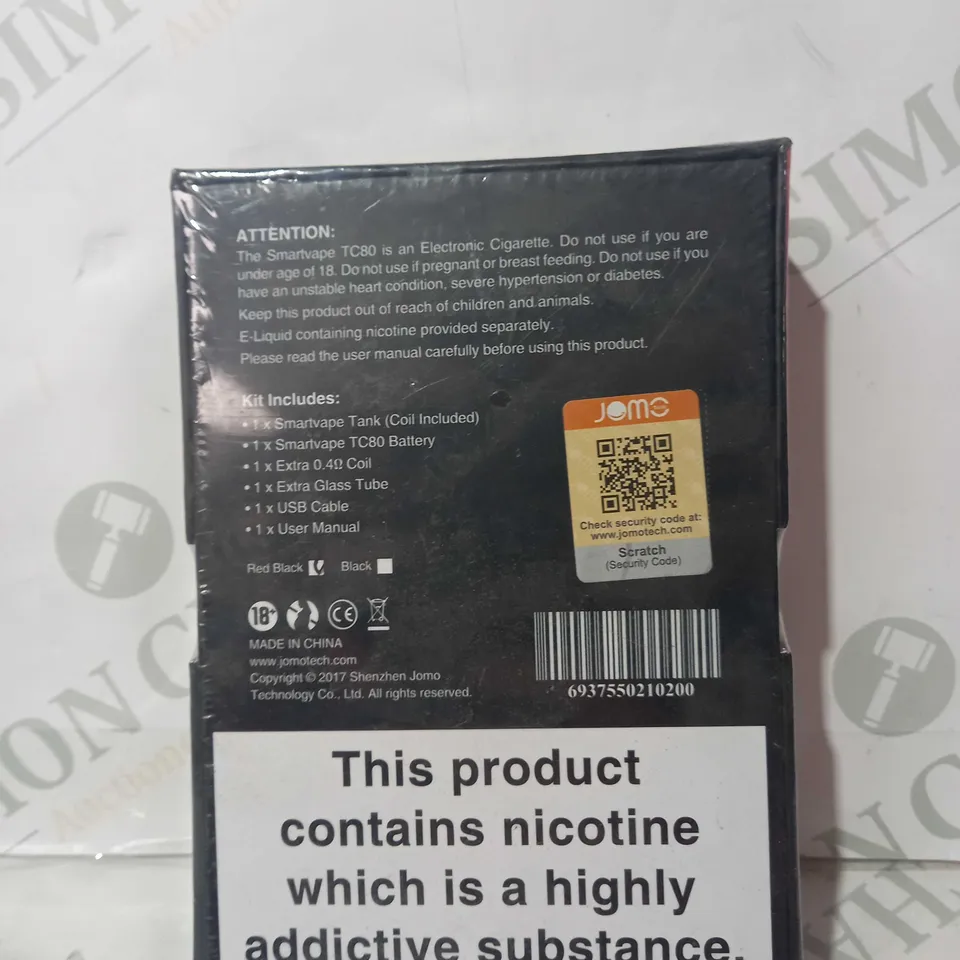 ATTENTION:
The Smartvape TC80 is an Electronic Cigarette. Do not use if you are
under age of 18. Do not use if pregnant or breast feeding. Do not use if you
have an unstable heart condition, severe hypertension or diabetes.
Keep this product out of reach of children and animals.
E-Liquid containing nicotine provided separately.
Please read the user manual carefully before using this product.
Kit Includes:
• 1 x Smartvape Tank (Coil Included)
• 1 x Smartvape TC80 Battery
• 1 x Extra 0.4Ω Coil
• 1 x Extra Glass Tube
• 1 x USB Cable
• 1 x User Manual
Red Black Black
JOMO
Check security code at:
www.jomotech.com
Scratch
(Security Code)
18+ CE
MADE IN CHINA
www.jomotech.com
Copyright © 2017 Shenzhen Jomo
Technology Co., Ltd. All rights reserved.
6937550210200
This product
contains nicotine
which is a highly
addictive substance.